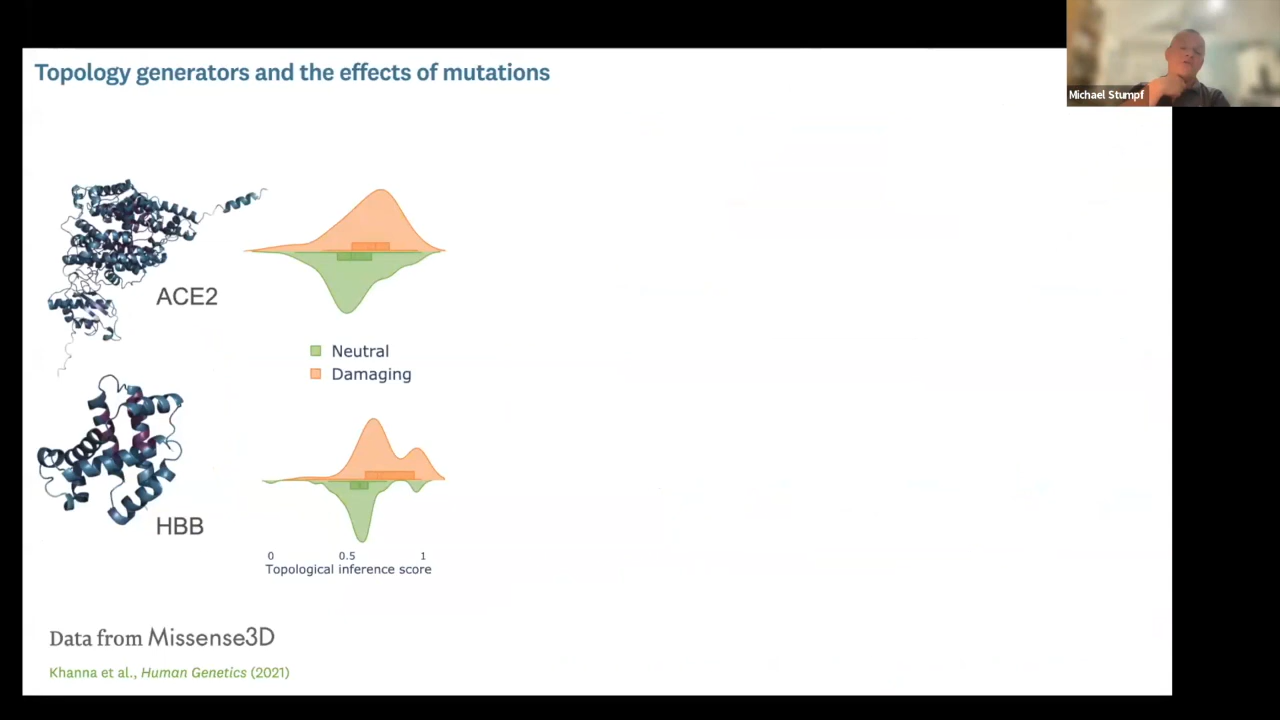 Topology generators and the effects of mutations
Michael Stumpf
ACE2
Neutral
Damaging
HBB
0 0.5 1
Topological inference score
Data from Missense3D
Khanna et al., Human Genetics (2021)